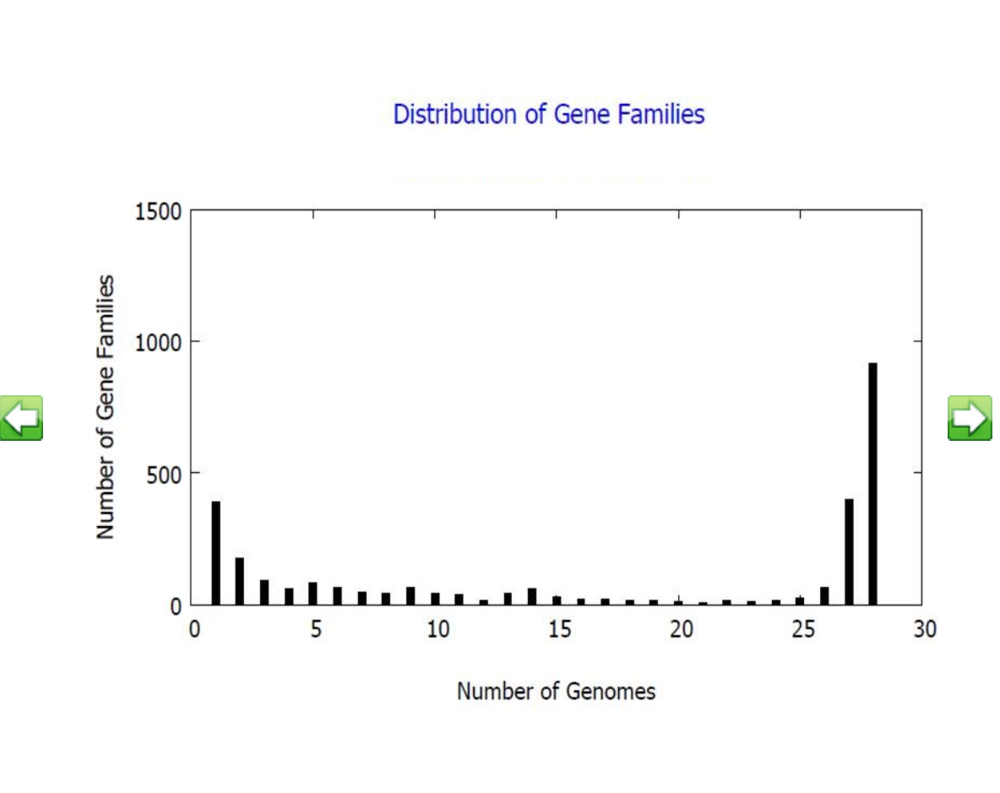 Distribution of Gene Families
1500
1000
500
0
Number of Gene Families
0 5 10 15 20 25 30
Number of Genomes